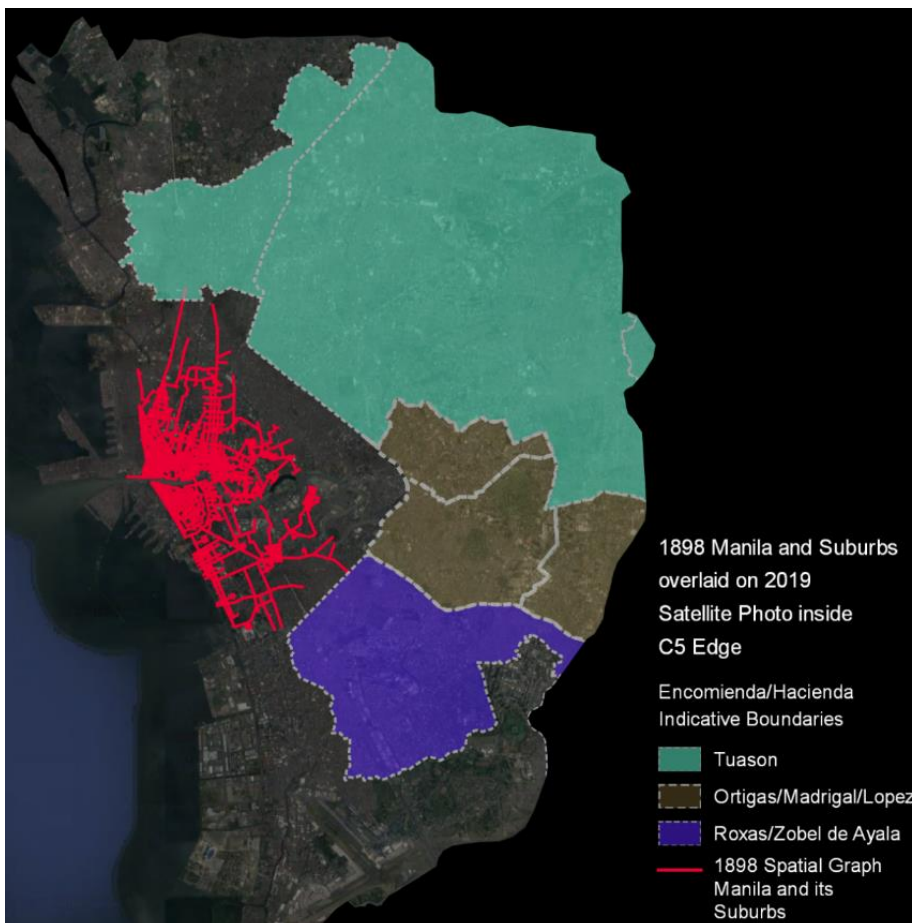 1898 Manila and Suburbs
overlaid on 2019
Satellite Photo inside
C5 Edge
Encomienda/Hacienda
Indicative Boundaries
Tuason
Ortigas/Madrigal/Lopez
Roxas/Zobel de Ayala
1898 Spatial Graph
Manila and its
Suburbs